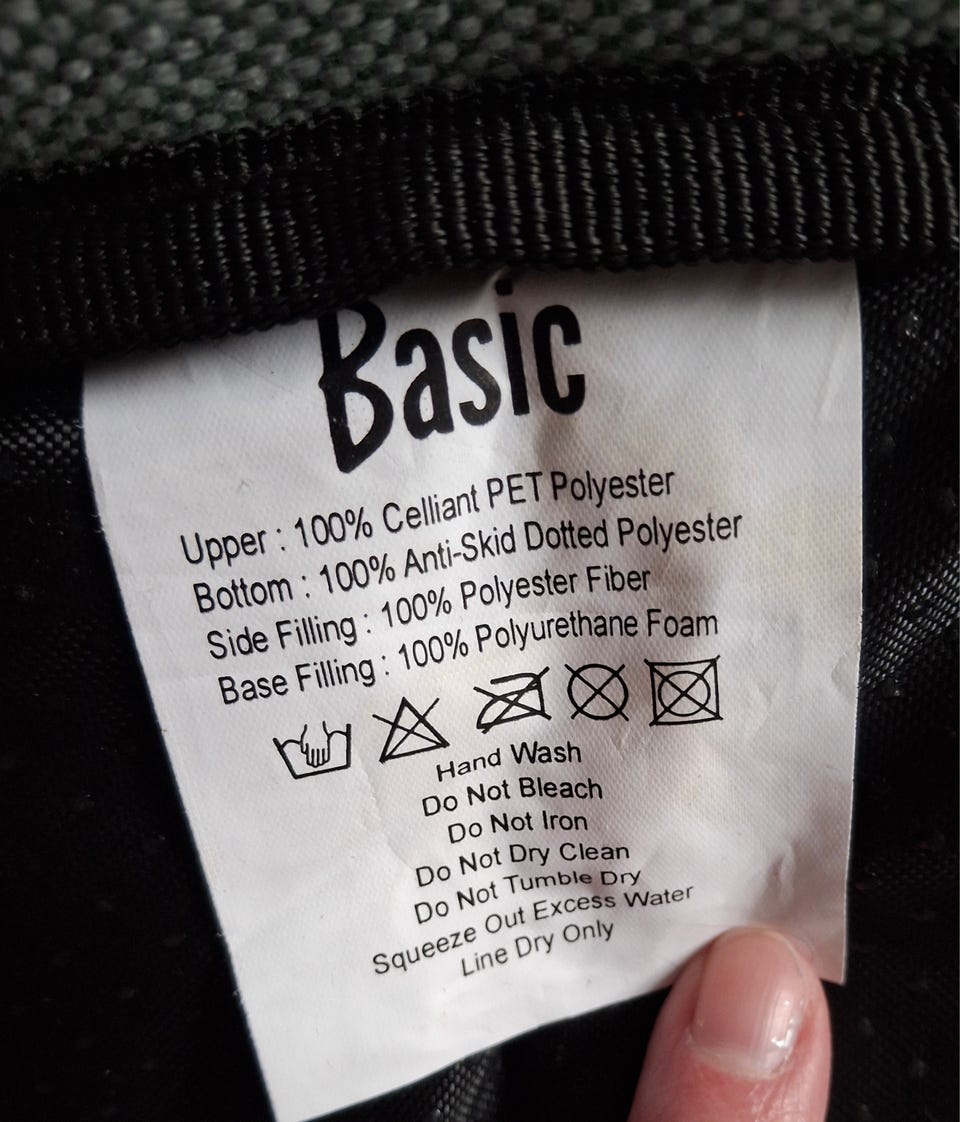 Basic
Upper : 100% Celliant PET Polyester
Bottom : 100% Anti-Skid Dotted Polyester
Side Filling : 100% Polyester Fiber
Base Filling : 100% Polyurethane Foam
Hand Wash
Do Not Bleach
Do Not Iron
Do Not Dry Clean
Do Not Tumble Dry
Squeeze Out Excess Water
Line Dry Only